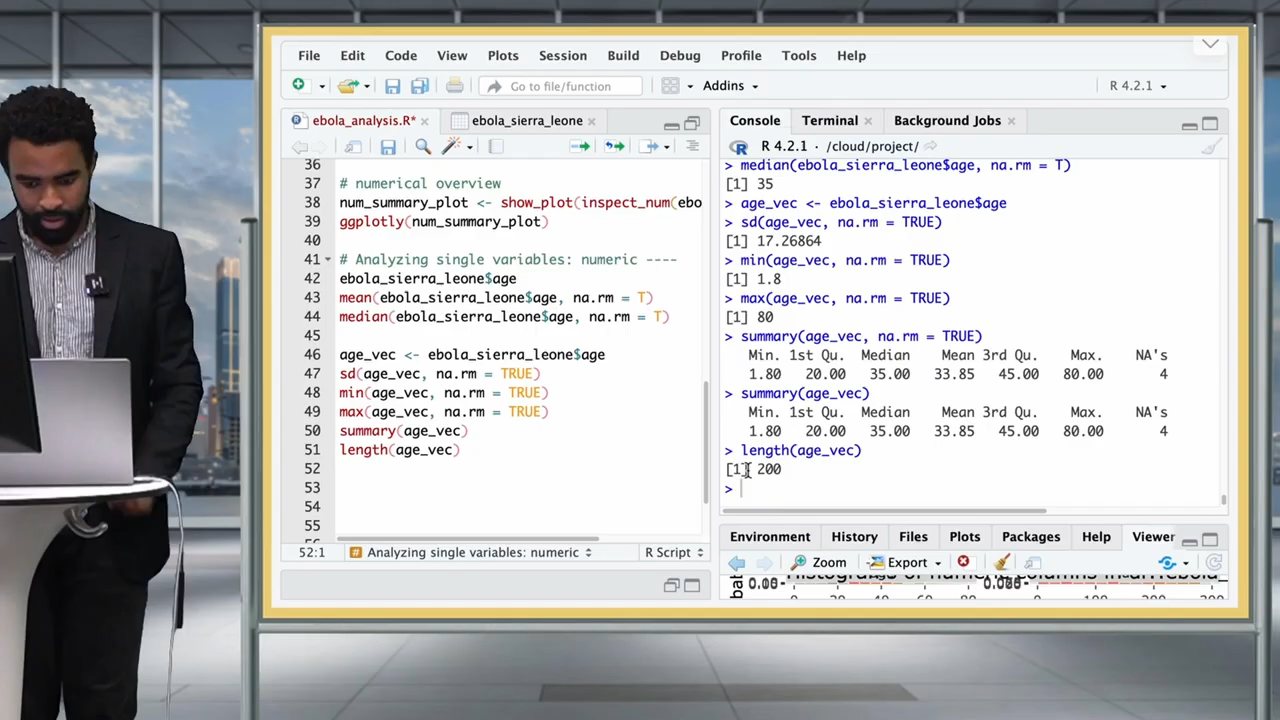 File Edit Code View Plots Session Build Debug Profile Tools Help
Go to file/function Addins R 4.2.1
ebola_analysis.R* ebola_sierra_leone
36
37 # numerical overview
38 num_summary_plot <- show_plot(inspect_num(ebo
39 ggplotly(num_summary_plot)
40
41 # Analyzing single variables: numeric ----
42 ebola_sierra_leone$age
43 mean(ebola_sierra_leone$age, na.rm = T)
44 median(ebola_sierra_leone$age, na.rm = T)
45
46 age_vec <- ebola_sierra_leone$age
47 sd(age_vec, na.rm = TRUE)
48 min(age_vec, na.rm = TRUE)
49 max(age_vec, na.rm = TRUE)
50 summary(age_vec)
51 length(age_vec)
52
53
54
55
52:1 # Analyzing single variables: numeric R Script
Console Terminal Background Jobs
R 4.2.1 · /cloud/project/
> median(ebola_sierra_leone$age, na.rm = T)
[1] 35
> age_vec <- ebola_sierra_leone$age
> sd(age_vec, na.rm = TRUE)
[1] 17.26864
> min(age_vec, na.rm = TRUE)
[1] 1.8
> max(age_vec, na.rm = TRUE)
[1] 80
> summary(age_vec, na.rm = TRUE)
Min. 1st Qu. Median Mean 3rd Qu. Max. NA's
1.80 20.00 35.00 33.85 45.00 80.00 4
> summary(age_vec)
Min. 1st Qu. Median Mean 3rd Qu. Max. NA's
1.80 20.00 35.00 33.85 45.00 80.00 4
> length(age_vec)
[1] 200
>
Environment History Files Plots Packages Help Viewer
Zoom Export